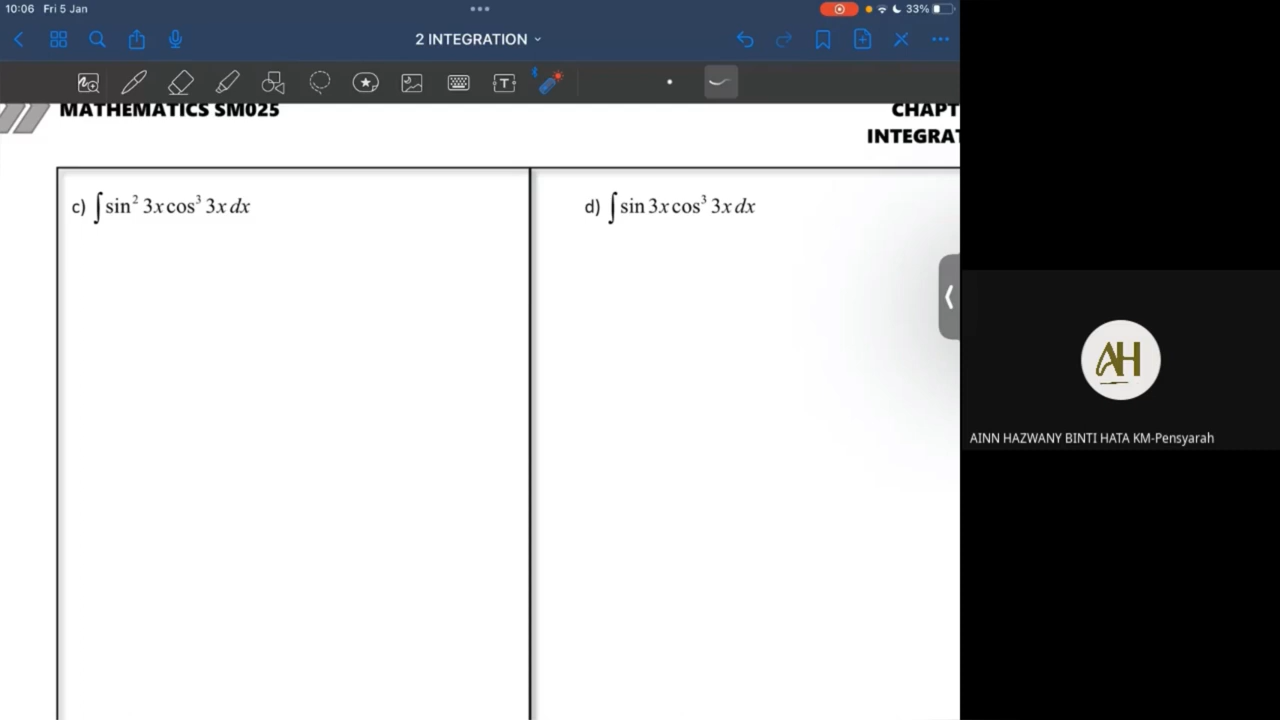 10:06 Fri 5 Jan
33%
2 INTEGRATION
MATHEMATICS SM025
CHAPT
INTEGRAT
c) ∫ sin² 3x cos³ 3x dx
d) ∫ sin 3x cos³ 3x dx
AH
AINN HAZWANY BINTI HATA KM-Pensyarah